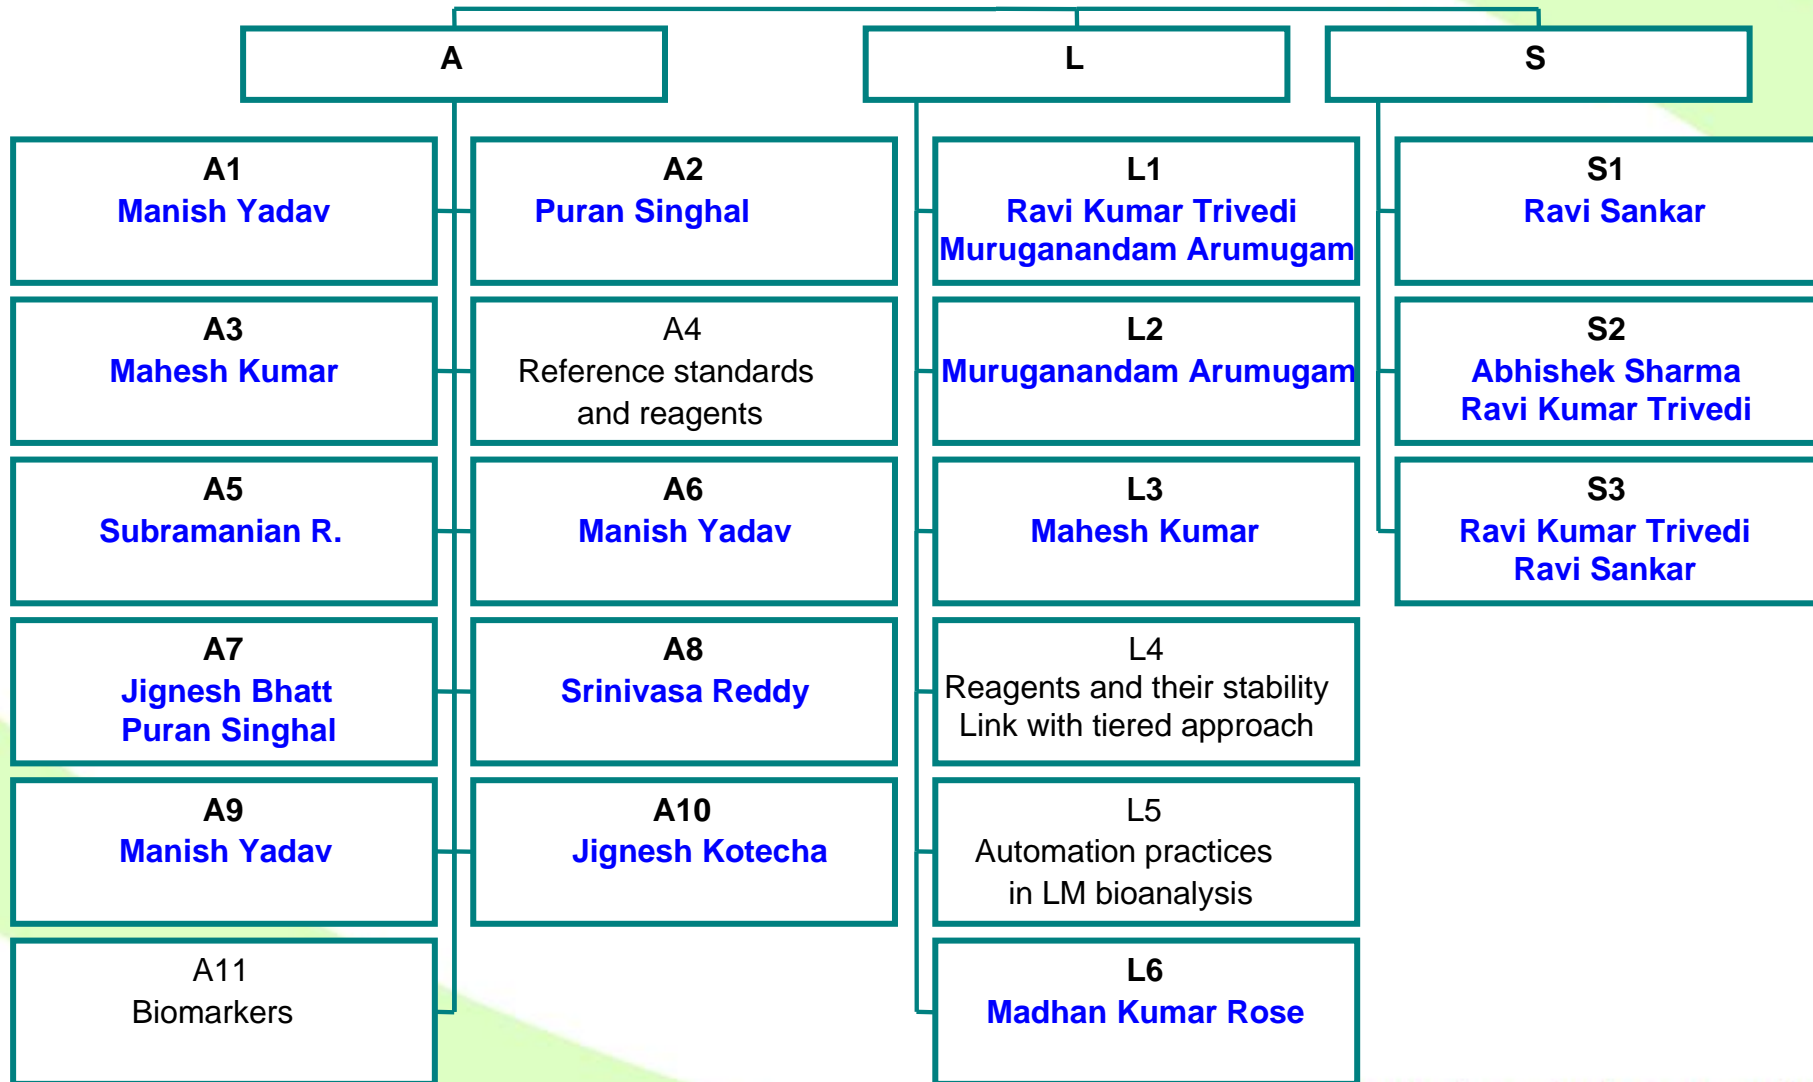 A
L
S
A1
Manish Yadav
A2
Puran Singhal
L1
Ravi Kumar Trivedi
Muruganandam Arumugam
S1
Ravi Sankar
A3
Mahesh Kumar
A4
Reference standards
and reagents
L2
Muruganandam Arumugam
S2
Abhishek Sharma
Ravi Kumar Trivedi
A5
Subramanian R.
A6
Manish Yadav
L3
Mahesh Kumar
S3
Ravi Kumar Trivedi
Ravi Sankar
A7
Jignesh Bhatt
Puran Singhal
A8
Srinivasa Reddy
L4
Reagents and their stability
Link with tiered approach
A9
Manish Yadav
A10
Jignesh Kotecha
L5
Automation practices
in LM bioanalysis
A11
Biomarkers
L6
Madhan Kumar Rose